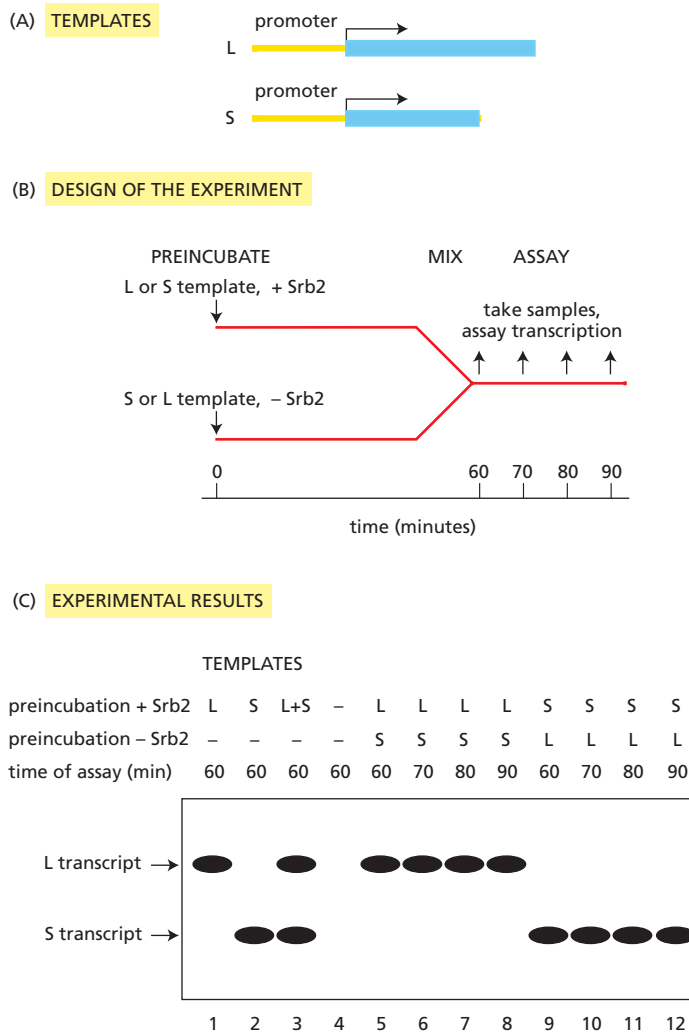 (A) TEMPLATES
promoter
L
promoter
S
(B) DESIGN OF THE EXPERIMENT
PREINCUBATE MIX ASSAY
L or S template, + Srb2
take samples,
assay transcription
S or L template, – Srb2
0 60 70 80 90
time (minutes)
(C) EXPERIMENTAL RESULTS
TEMPLATES
preincubation + Srb2 L S L+S – L L L L S S S S
preincubation – Srb2 – – – – S S S S L L L L
time of assay (min) 60 60 60 60 60 70 80 90 60 70 80 90
L transcript
S transcript
1 2 3 4 5 6 7 8 9 10 11 12